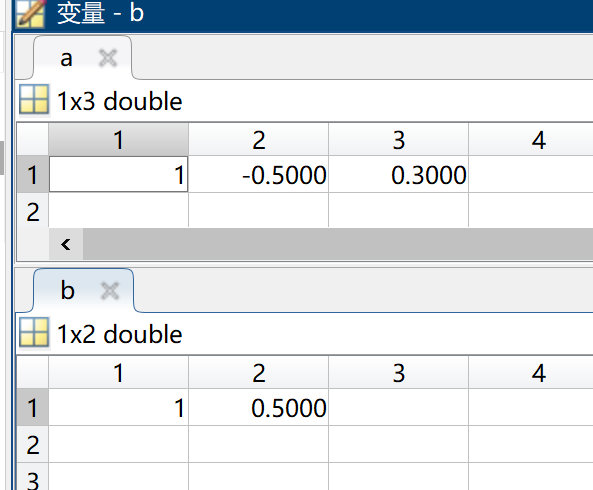 变量 - b
a
1x3 double
1 2 3 4
1 1 -0.5000 0.3000
2
b
1x2 double
1 2 3 4
1 1 0.5000
2
3